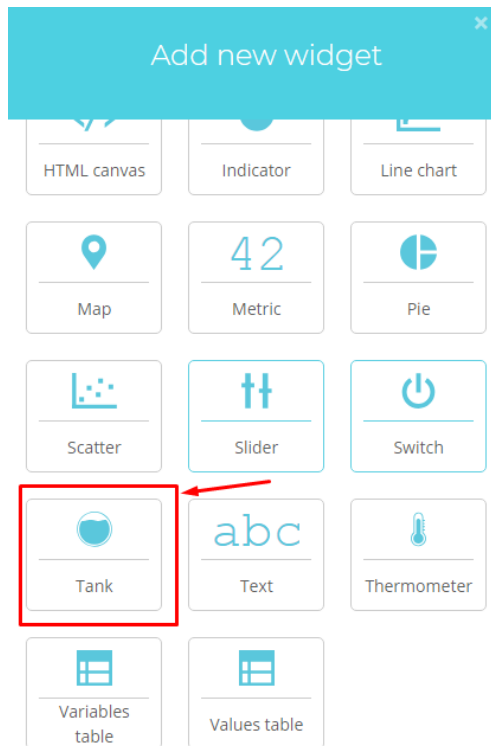 ×
Add new widget
HTML canvas
Indicator
Line chart
Map
42
Metric
Pie
Scatter
Slider
Switch
Tank
abc
Text
Thermometer
Variables
table
Values table